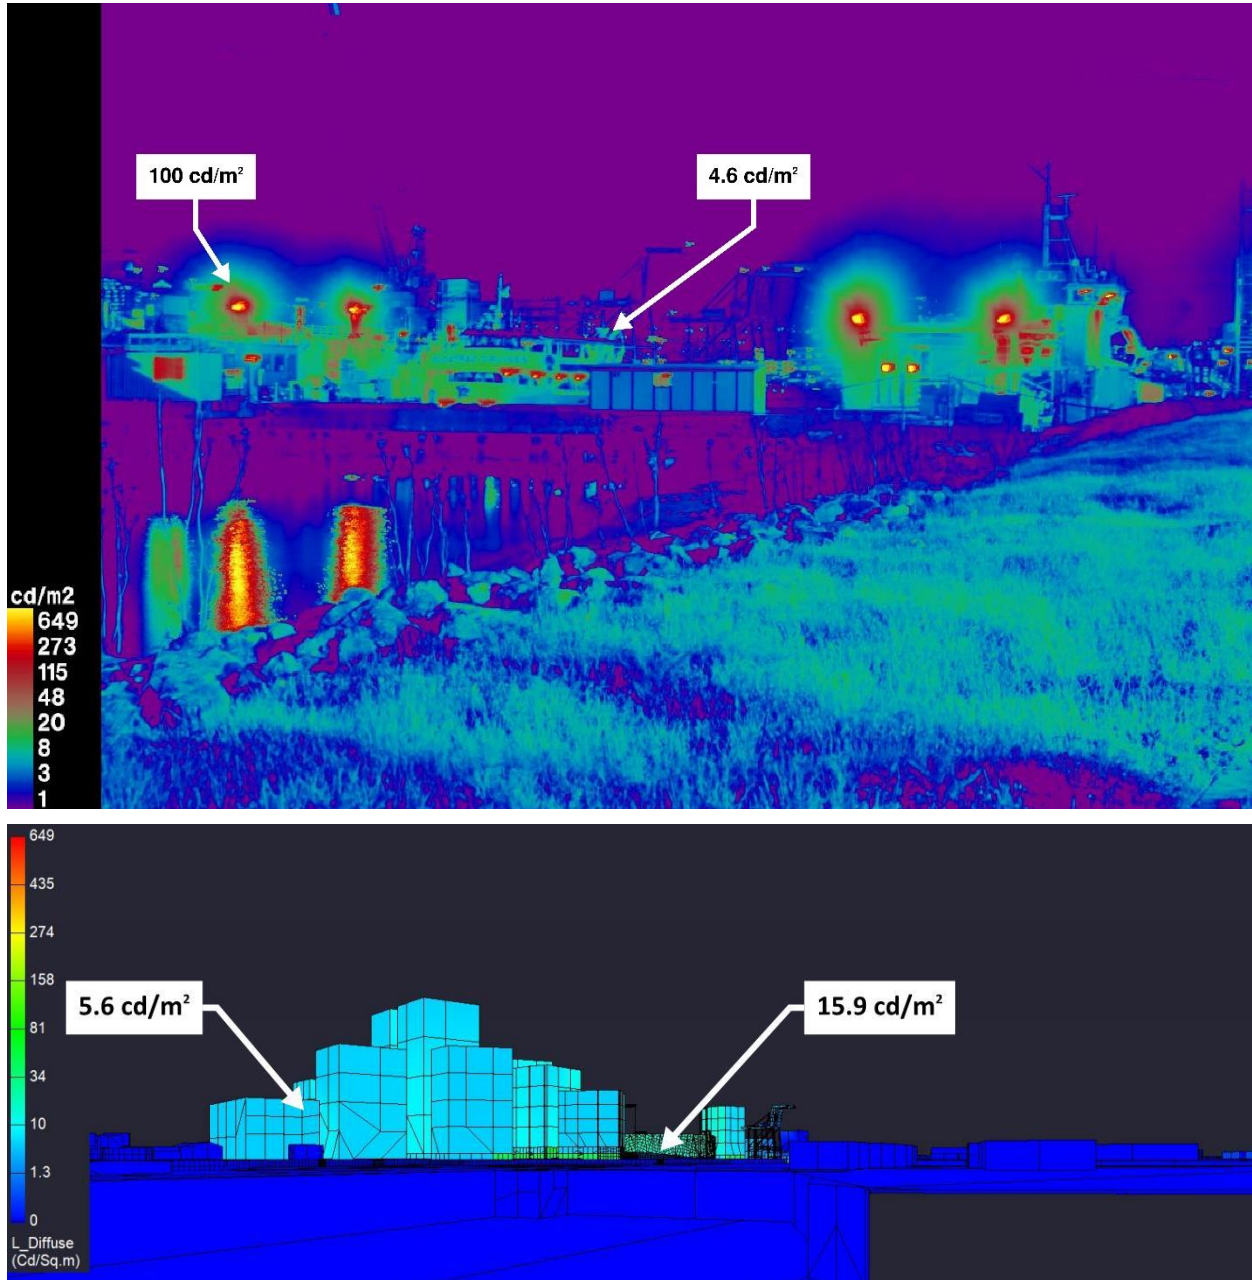 100 cd/m²
4.6 cd/m²
cd/m2
649
273
115
48
20
8
3
1
649
435
274
158
5.6 cd/m²
15.9 cd/m²
81
34
10
1.3
0
L_Diffuse
(Cd/Sq.m)